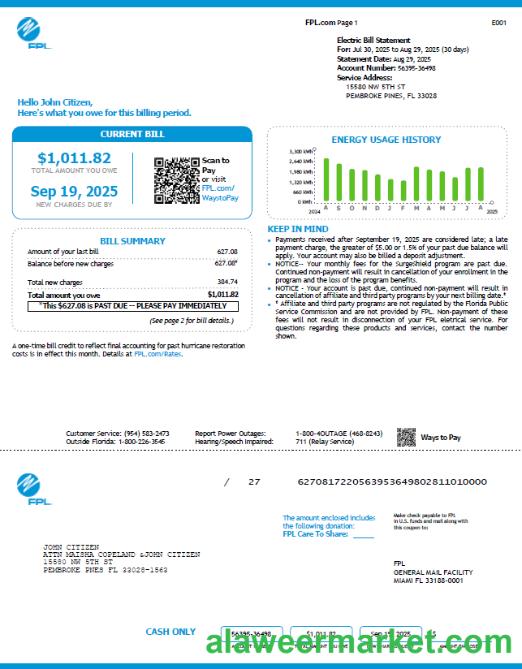 FPL.com Page 1
E001
FPL
Electric Bill Statement
For: Jul 30, 2025 to Aug 29, 2025 (30 days)
Statement Date: Aug 29, 2025
Account Number: 56395-36498
Service Address:
15580 NW 5TH ST
PEMBROKE PINES, FL 33028
Hello John Citizen,
Here's what you owe for this billing period.
CURRENT BILL
$1,011.82
TOTAL AMOUNT YOU OWE
Sep 19, 2025
NEW CHARGES DUE BY
Scan to
Pay
or visit
FPL.com/
WaystoPay
ENERGY USAGE HISTORY
3,300 kWh
2,640 kWh
1,980 kWh
1,320 kWh
660 kWh
0 kWh
A S O N D J F M A M J J A
2024
2025
BILL SUMMARY
Amount of your last bill 627.08
Balance before new charges 627.08*
Total new charges 384.74
Total amount you owe $1,011.82
*This $627.08 is PAST DUE -- PLEASE PAY IMMEDIATELY
(See page 2 for bill details.)
KEEP IN MIND
• Payments received after September 19, 2025 are considered late; a late
payment charge, the greater of $5.00 or 1.5% of your past due balance will
apply. Your account may also be billed a deposit adjustment.
• NOTICE - Your monthly fees for the SurgeShield program are past due.
Continued non-payment will result in cancellation of your enrollment in the
program and the loss of the program benefits.
• NOTICE - Your account is past due, continued non-payment will result in
cancellation of affiliate and third party programs by your next billing date.*
• * Affiliate and third party programs are not regulated by the Florida Public
Service Commission and are not provided by FPL. Non-payment of these
fees will not result in disconnection of your FPL eletrical service. For
questions regarding these products and services, contact the number
shown.
A one-time bill credit to reflect final accounting for past hurricane restoration
costs is in effect this month. Details at FPL.com/Rates.
Customer Service: (954) 583-2473
Outside Florida: 1-800-226-3545
Report Power Outages: 1-800-4OUTAGE (468-8243)
Hearing/Speech Impaired: 711 (Relay Service)
Ways to Pay
FPL
/ 27
6270817220563953649802811010000
The amount enclosed includes
the following donation:
FPL Care To Share: ____
Make check payable to FPL
in U.S. funds and mail along with
this coupon to:
JOHN CITIZEN
ATTN MAISHA COPELAND &JOHN CITIZEN
15580 NW 5TH ST
PEMBROKE PNES FL 33028-1563
FPL
GENERAL MAIL FACILITY
MIAMI FL 33188-0001
CASH ONLY
56395-36498
$1,011.82
Sep 19, 2025
$
alaweermarket.com